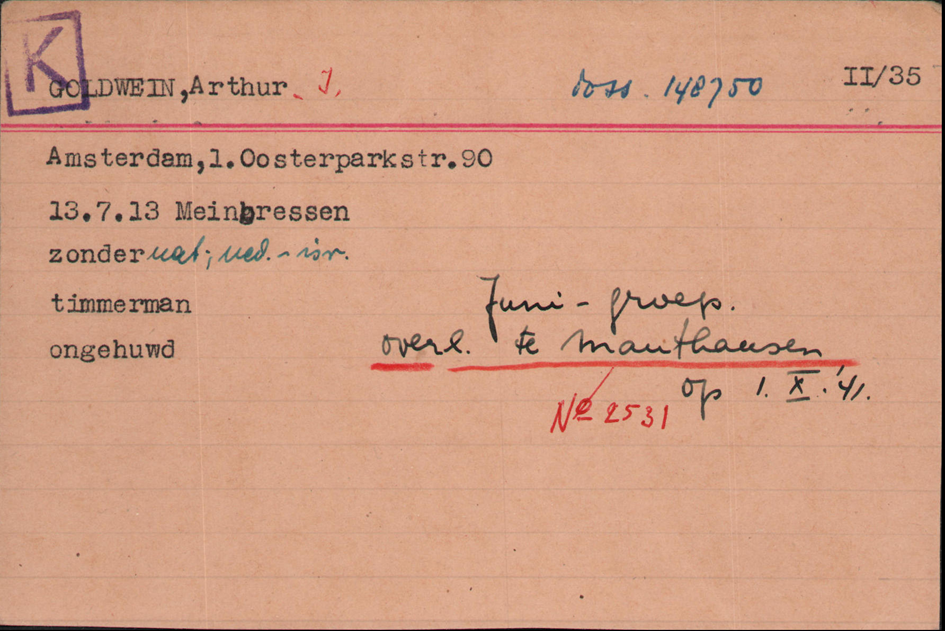 K
GOLDWEIN,Arthur J. doss. 148750 II/35
Amsterdam,1.Oosterparkstr.90
13.7.13 Meinbressen
zonder nat; ned.-isr.
timmerman Juni-groep.
ongehuwd overl. te Mauthausen
op 1. X.'41.
№ 2531